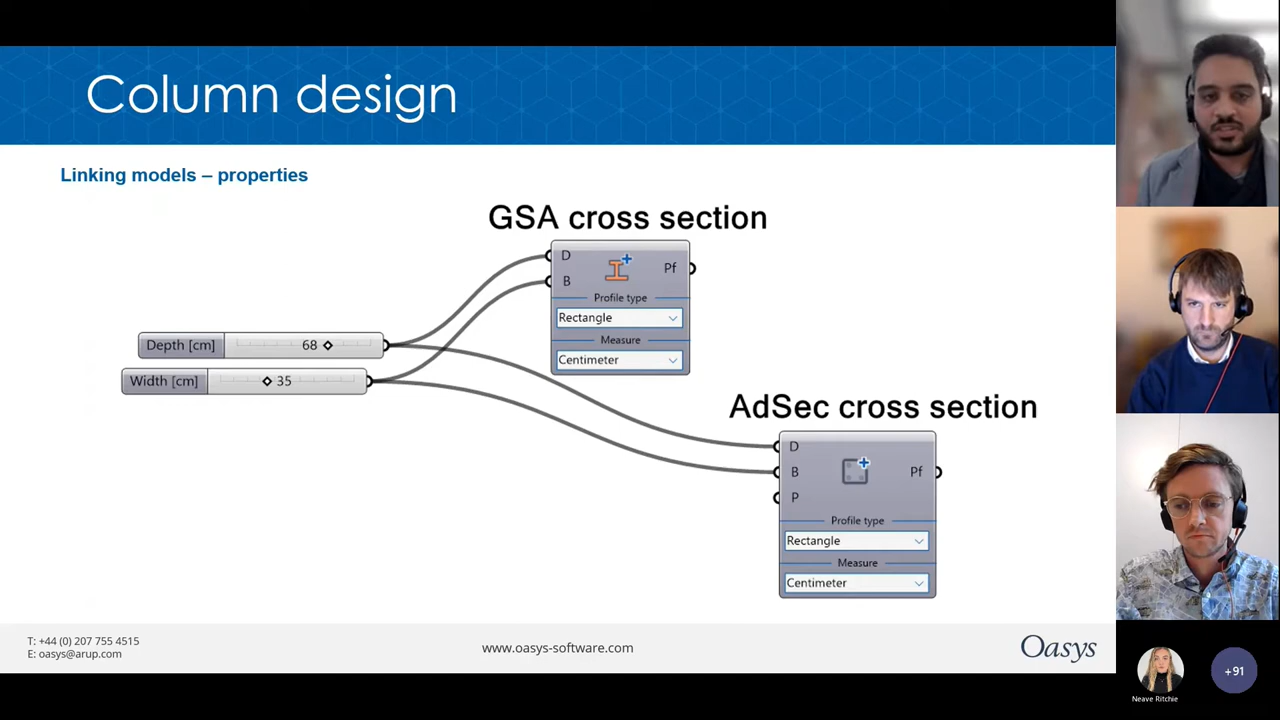 Column design
Linking models – properties
GSA cross section
D
B
Pf
Profile type
Rectangle
Measure
Centimeter
Depth [cm]
68
Width [cm]
35
AdSec cross section
D
B
P
Pf
Profile type
Rectangle
Measure
Centimeter
T: +44 (0) 207 755 4515
E: oasys@arup.com
www.oasys-software.com
Oasys
Neave Ritchie
+91